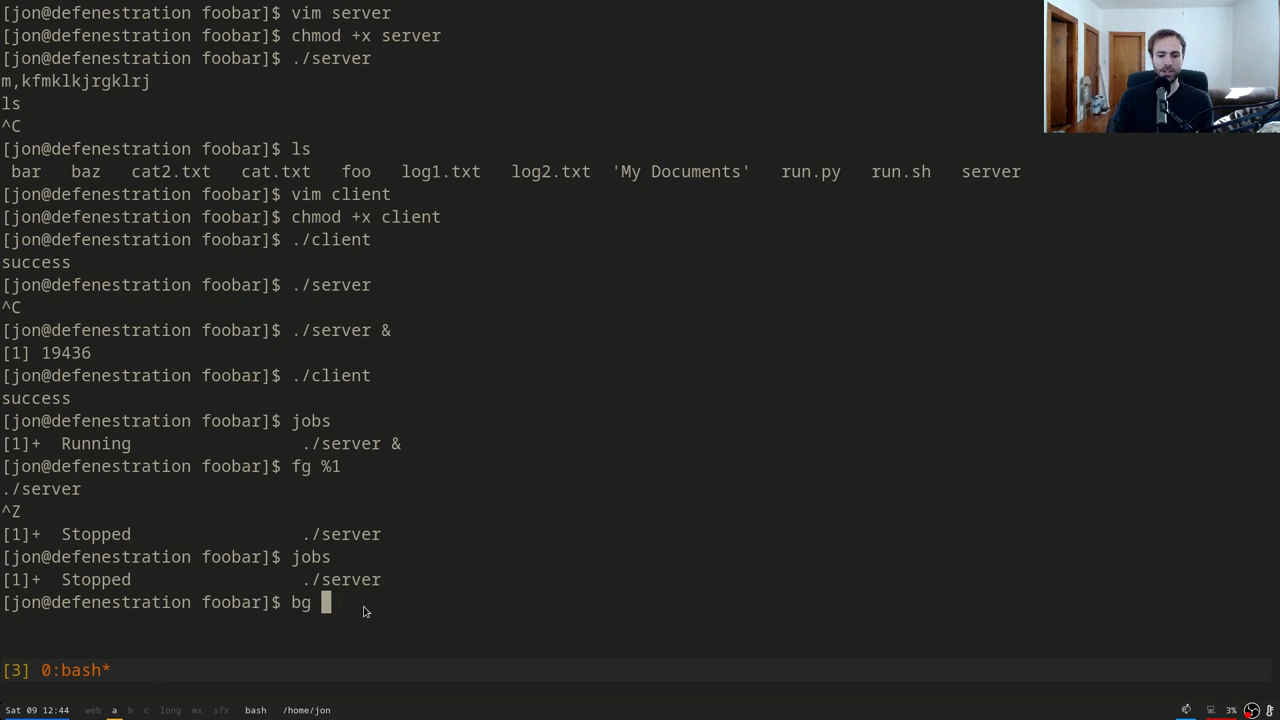 [jon@defenestration foobar]$ vim server
[jon@defenestration foobar]$ chmod +x server
[jon@defenestration foobar]$ ./server
m,kfmklkjrgklrj
ls
^C
[jon@defenestration foobar]$ ls
bar   baz   cat2.txt   cat.txt   foo   log1.txt   log2.txt  'My Documents'   run.py   run.sh   server
[jon@defenestration foobar]$ vim client
[jon@defenestration foobar]$ chmod +x client
[jon@defenestration foobar]$ ./client
success
[jon@defenestration foobar]$ ./server
^C
[jon@defenestration foobar]$ ./server &
[1] 19436
[jon@defenestration foobar]$ ./client
success
[jon@defenestration foobar]$ jobs
[1]+  Running                 ./server &
[jon@defenestration foobar]$ fg %1
./server
^Z
[1]+  Stopped                 ./server
[jon@defenestration foobar]$ jobs
[1]+  Stopped                 ./server
[jon@defenestration foobar]$ bg
[3] 0:bash*
Sat 09 12:44 web a b c long mx sfx bash /home/jon 3%